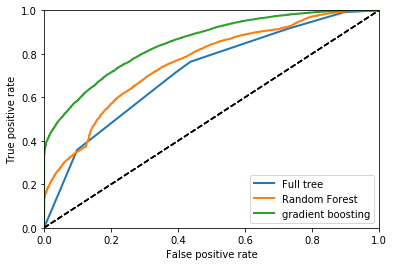 1.0
0.8
0.6
0.4
0.2
0.0
True positive rate
0.0 0.2 0.4 0.6 0.8 1.0
False positive rate
Full tree
Random Forest
gradient boosting